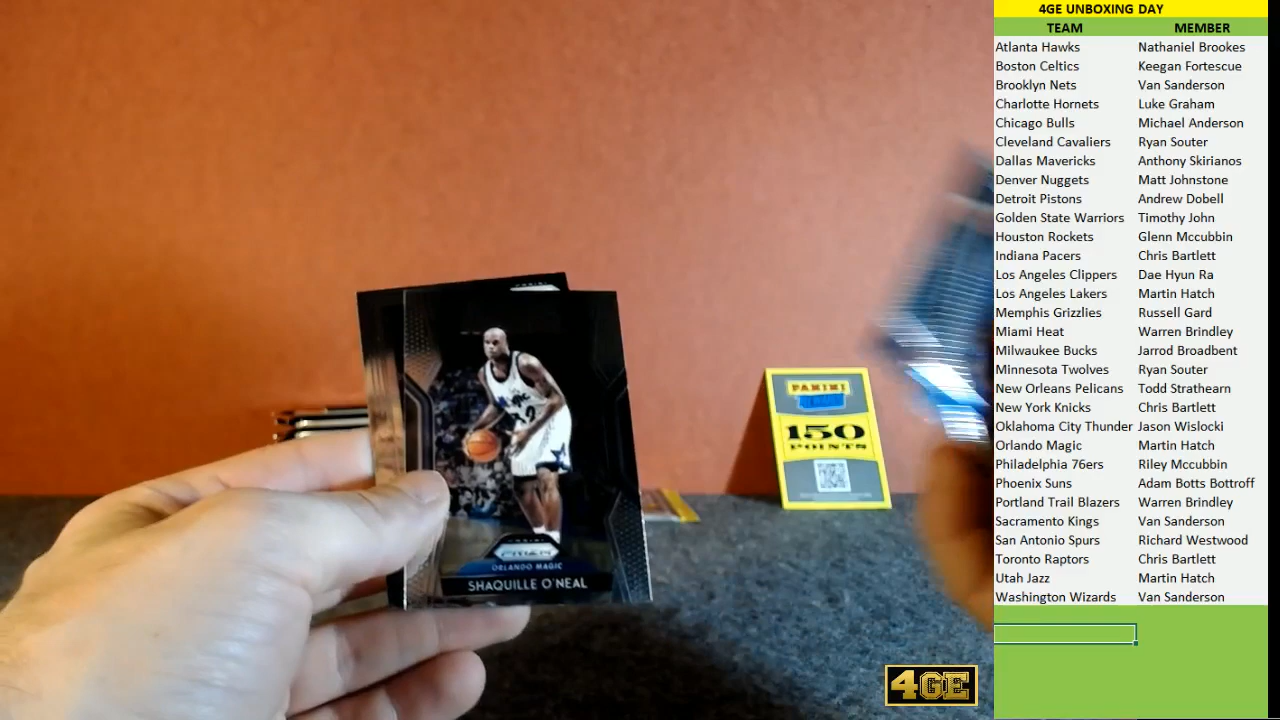 4GE UNBOXING DAY
TEAM MEMBER
Atlanta Hawks Nathaniel Brookes
Boston Celtics Keegan Fortescue
Brooklyn Nets Van Sanderson
Charlotte Hornets Luke Graham
Chicago Bulls Michael Anderson
Cleveland Cavaliers Ryan Souter
Dallas Mavericks Anthony Skirianos
Denver Nuggets Matt Johnstone
Detroit Pistons Andrew Dobell
Golden State Warriors Timothy John
Houston Rockets Glenn Mccubbin
Indiana Pacers Chris Bartlett
Los Angeles Clippers Dae Hyun Ra
Los Angeles Lakers Martin Hatch
Memphis Grizzlies Russell Gard
Miami Heat Warren Brindley
Milwaukee Bucks Jarrod Broadbent
Minnesota Twolves Ryan Souter
New Orleans Pelicans Todd Strathearn
New York Knicks Chris Bartlett
Oklahoma City Thunder Jason Wislocki
Orlando Magic Martin Hatch
Philadelphia 76ers Riley Mccubbin
Phoenix Suns Adam Botts Bottroff
Portland Trail Blazers Warren Brindley
Sacramento Kings Van Sanderson
San Antonio Spurs Richard Westwood
Toronto Raptors Chris Bartlett
Utah Jazz Martin Hatch
Washington Wizards Van Sanderson
PANINI
150
POINTS
PANINI
PRIZM
ORLANDO MAGIC
SHAQUILLE O'NEAL
4GE